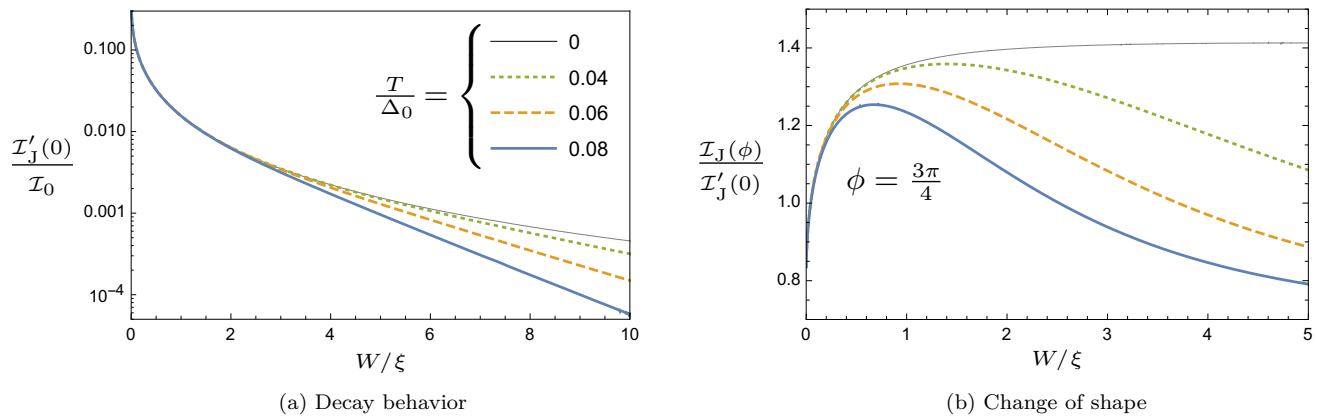 0.100
0.010
0.001
10⁻⁴
0 2 4 6 8 10
W/ξ
𝓘′_J(0)
𝓘₀
T
Δ₀ =
0
0.04
0.06
0.08
(a) Decay behavior
1.4
1.2
1.0
0.8
0 1 2 3 4 5
W/ξ
𝓘_J(ϕ)
𝓘′_J(0)
ϕ = 3π/4
(b) Change of shape